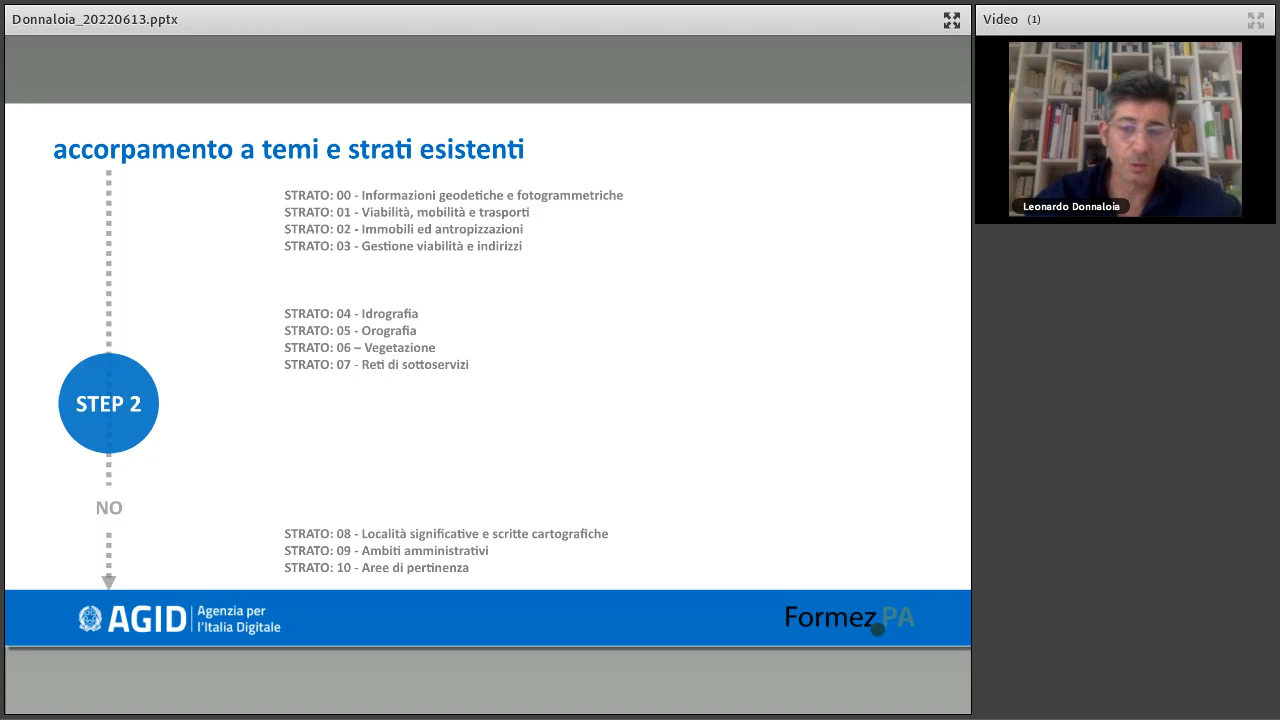 Donnaloia_20220613.pptx
Video (1)
Leonardo Donnaloia
accorpamento a temi e strati esistenti
STRATO: 00 - Informazioni geodetiche e fotogrammetriche
STRATO: 01 - Viabilità, mobilità e trasporti
STRATO: 02 - Immobili ed antropizzazioni
STRATO: 03 - Gestione viabilità e indirizzi
STRATO: 04 - Idrografia
STRATO: 05 - Orografia
STRATO: 06 – Vegetazione
STRATO: 07 - Reti di sottoservizi
STEP 2
NO
STRATO: 08 - Località significative e scritte cartografiche
STRATO: 09 - Ambiti amministrativi
STRATO: 10 - Aree di pertinenza
AGID Agenzia per
l'Italia Digitale
Formez PA